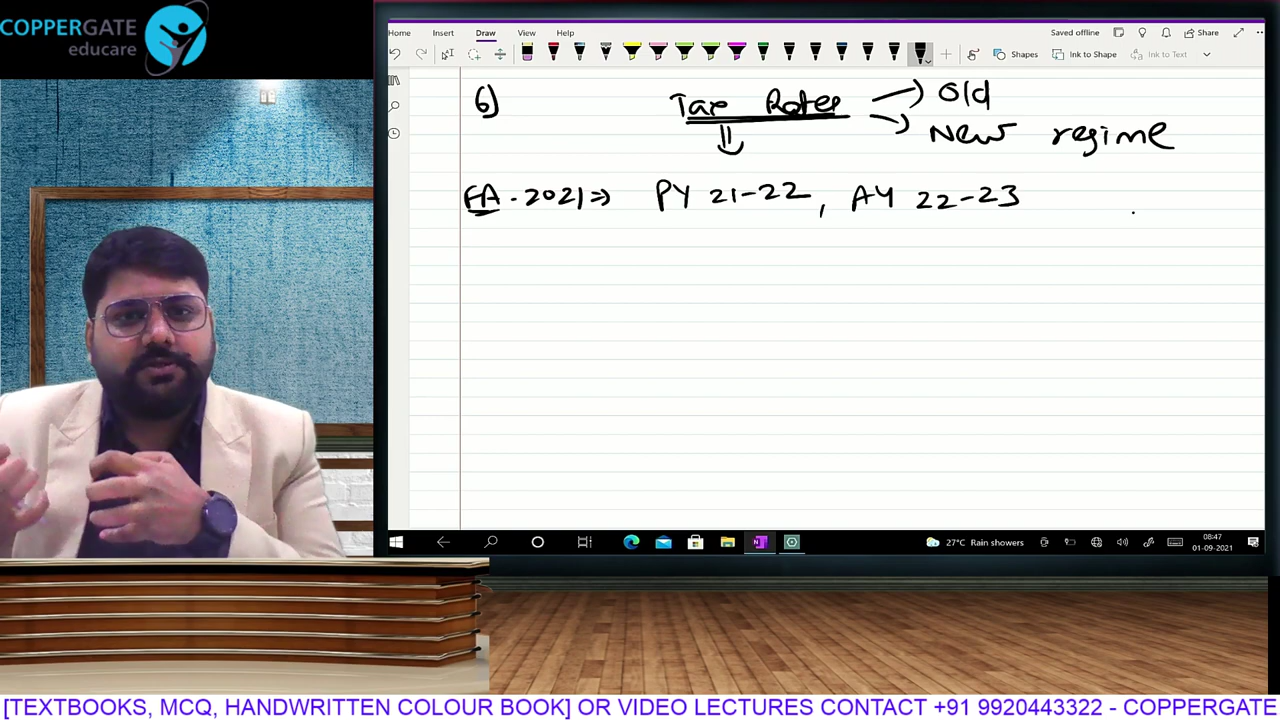 COPPERGATE
educare
Home Insert Draw View Help
Saved offline Share
Shapes Ink to Shape Ink to Text
6) Tax Rates → Old
→ New regime
⇓
FA. 2021 ⇒ PY 21-22, AY 22-23
27°C Rain showers
08:47
01-09-2021
[TEXTBOOKS, MCQ, HANDWRITTEN COLOUR BOOK] OR VIDEO LECTURES CONTACT +91 9920443322 - COPPERGATE